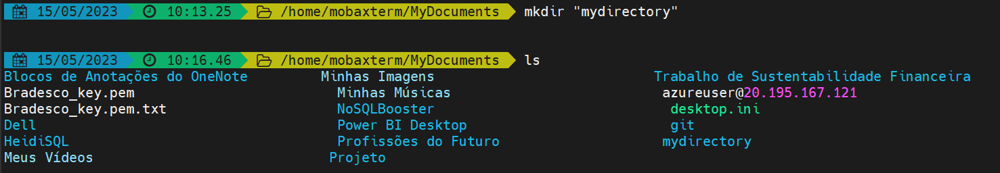 15/05/2023 10:13.25 /home/mobaxterm/MyDocuments mkdir "mydirectory"
15/05/2023 10:16.46 /home/mobaxterm/MyDocuments ls
Blocos de Anotações do OneNote Minhas Imagens Trabalho de Sustentabilidade Financeira
Bradesco_key.pem Minhas Músicas azureuser@20.195.167.121
Bradesco_key.pem.txt NoSQLBooster desktop.ini
Dell Power BI Desktop git
HeidiSQL Profissões do Futuro mydirectory
Meus Vídeos Projeto